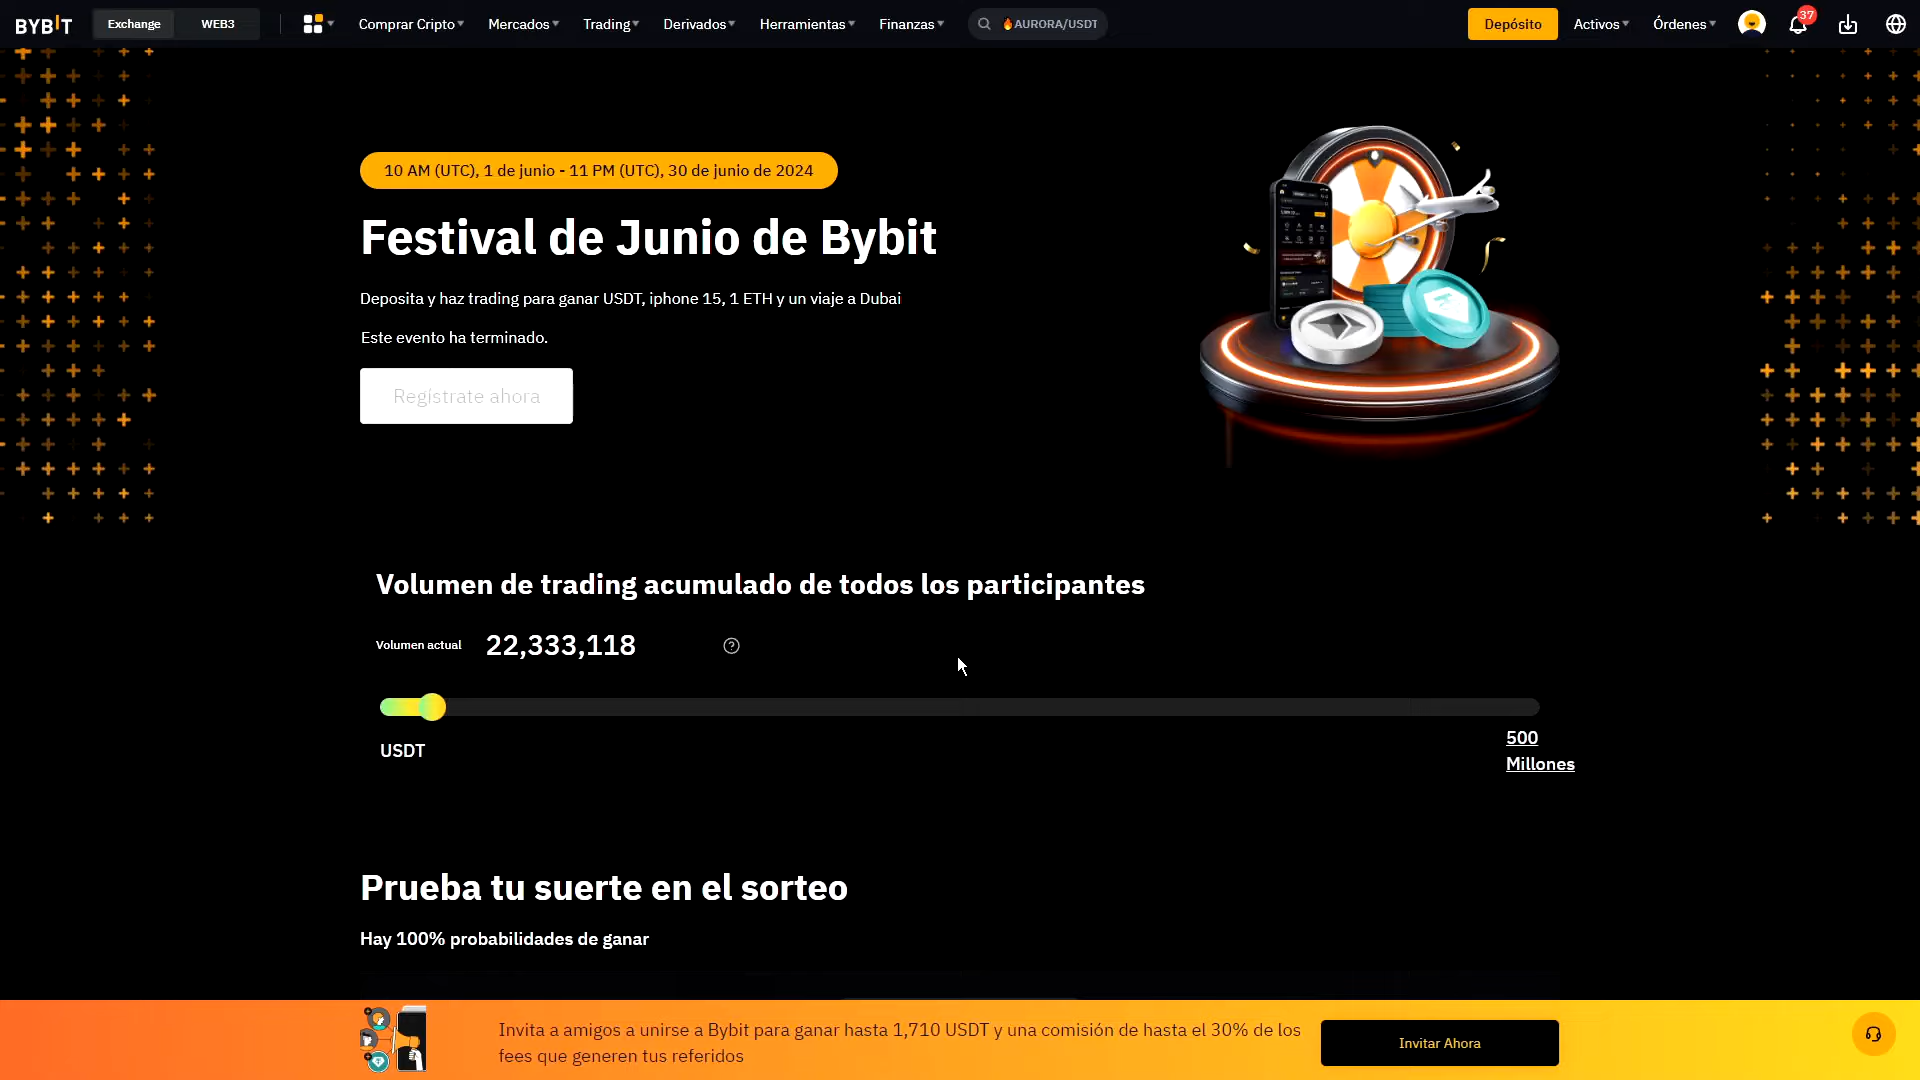 BYBIT Exchange WEB3 Comprar Cripto Mercados Trading Derivados Herramientas Finanzas AURORA/USDT Depósito Activos Órdenes 37
10 AM (UTC), 1 de junio - 11 PM (UTC), 30 de junio de 2024
Festival de Junio de Bybit
Deposita y haz trading para ganar USDT, iphone 15, 1 ETH y un viaje a Dubai
Este evento ha terminado.
Regístrate ahora
Volumen de trading acumulado de todos los participantes
Volumen actual 22,333,118
USDT
500
Millones
Prueba tu suerte en el sorteo
Hay 100% probabilidades de ganar
Invita a amigos a unirse a Bybit para ganar hasta 1,710 USDT y una comisión de hasta el 30% de los
fees que generen tus referidos
Invitar Ahora